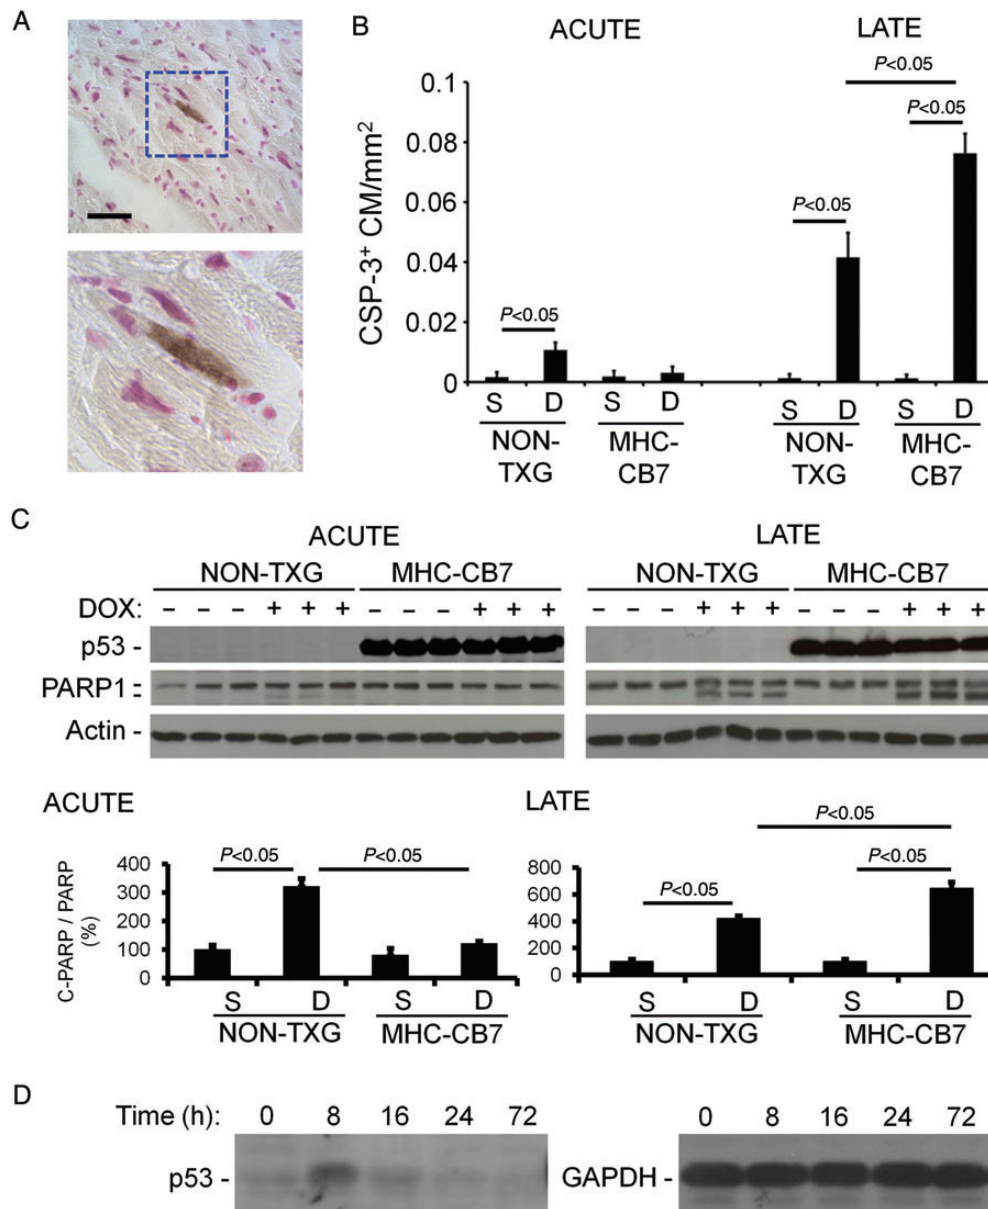 A
B
ACUTE LATE
P<0.05
P<0.05
P<0.05
P<0.05
CSP-3+ CM/mm2
0.1
0.08
0.06
0.04
0.02
0
S D S D S D S D
NON-TXG MHC-CB7 NON-TXG MHC-CB7
C
ACUTE LATE
NON-TXG MHC-CB7 NON-TXG MHC-CB7
DOX: – – – + + + – – – + + + – – – + + + – – – + + +
p53 -
PARP1 =
Actin -
ACUTE LATE
C-PARP / PARP (%)
400
300
200
100
0
P<0.05 P<0.05
S D S D
NON-TXG MHC-CB7
800
600
400
200
0
P<0.05
P<0.05 P<0.05
S D S D
NON-TXG MHC-CB7
D
Time (h): 0 8 16 24 72 0 8 16 24 72
p53 - GAPDH -